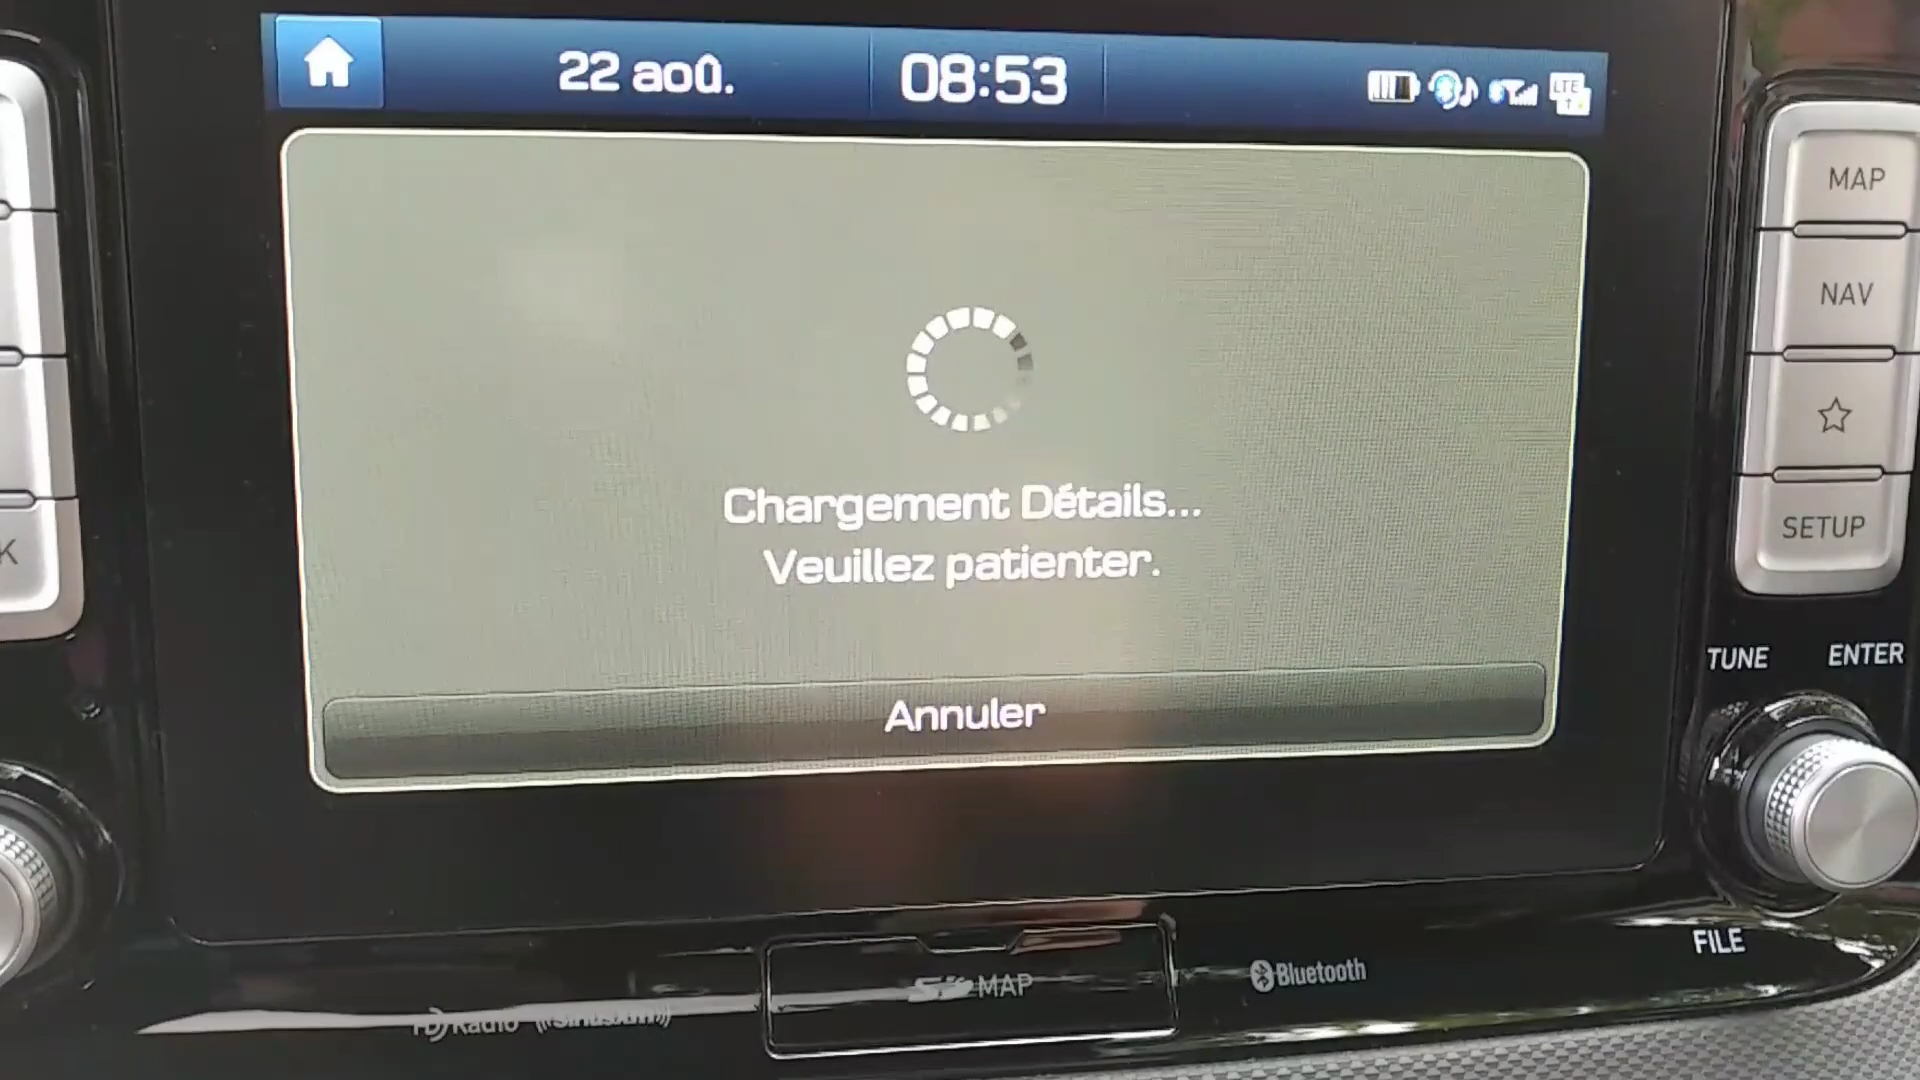 22 aoû.
08:53
LTE
MAP
NAV
Chargement Détails...
Veuillez patienter.
SETUP
K
Annuler
TUNE
ENTER
FILE
MAP
Bluetooth
HD Radio
((SiriusXM))